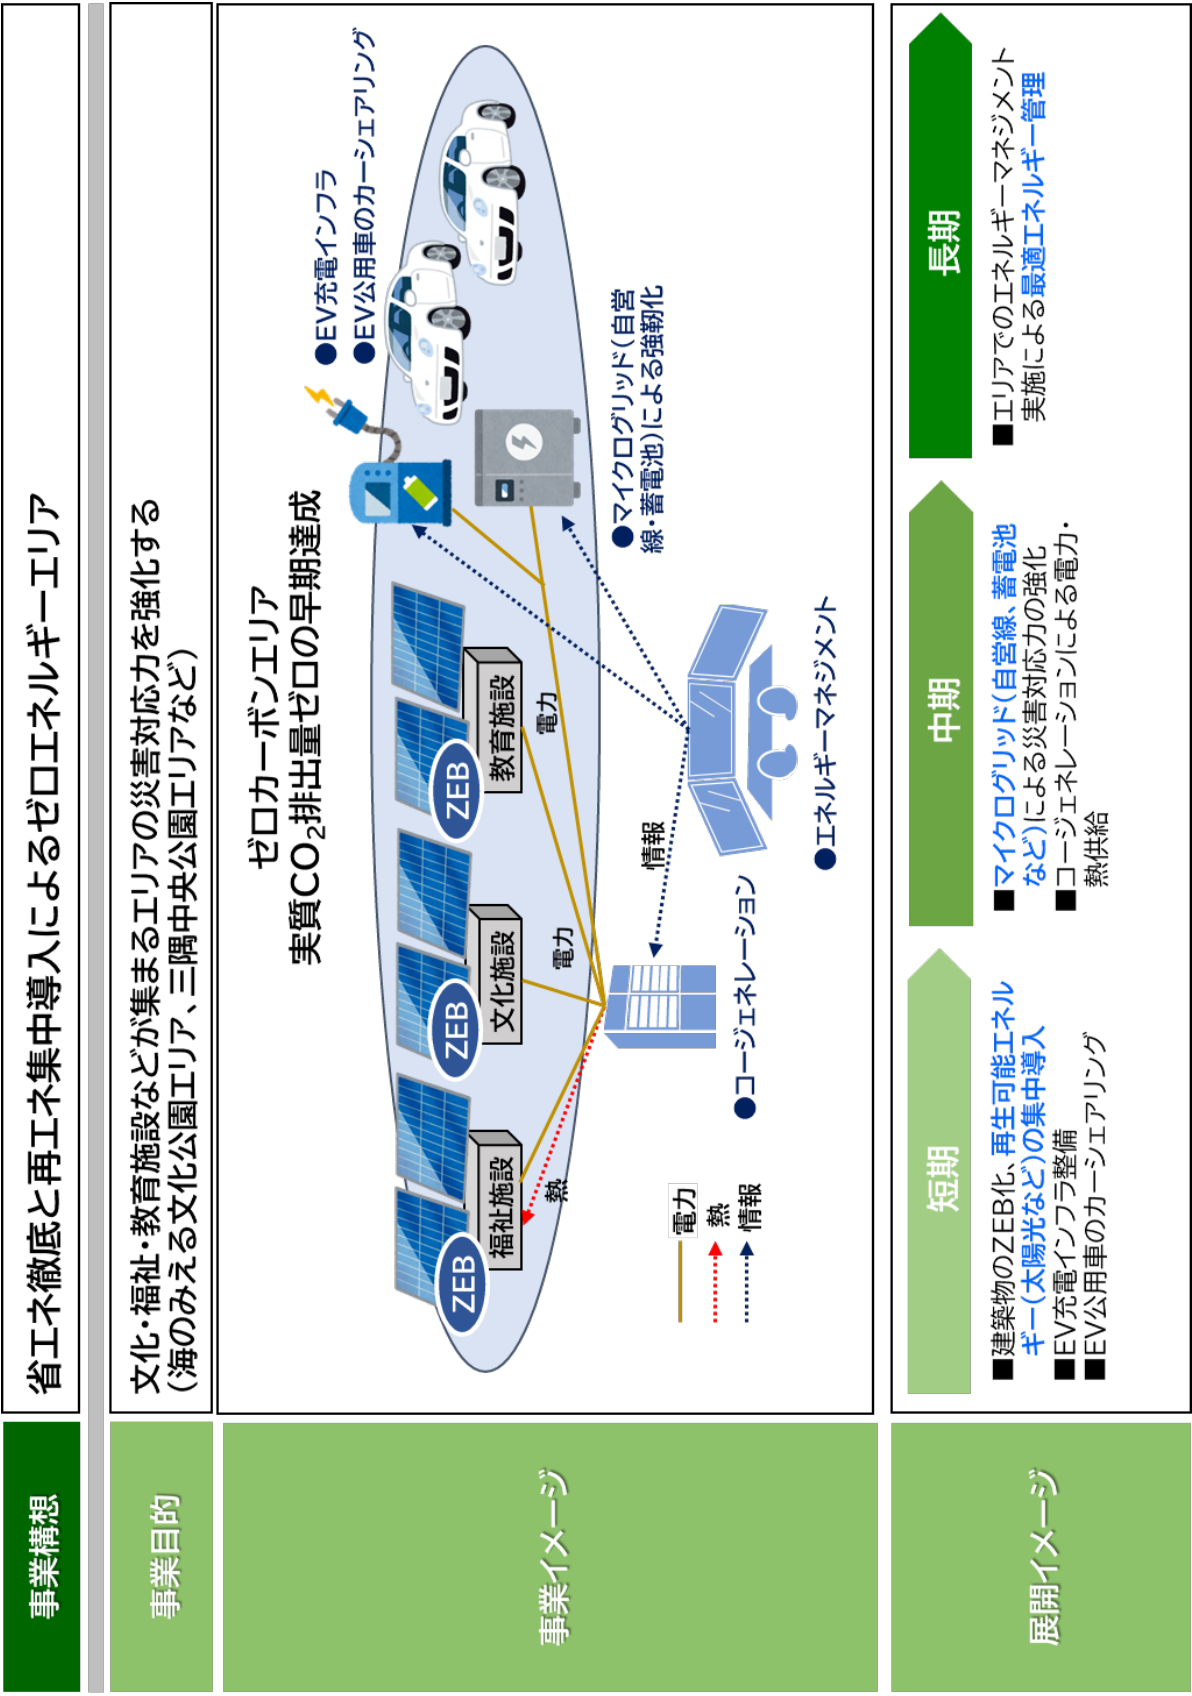 事業構想
省エネ徹底と再エネ集中導入によるゼロエネルギーエリア
事業目的
文化・福祉・教育施設などが集まるエリアの災害対応力を強化する
（海のみえる文化公園エリア、三隅中央公園エリアなど）
事業イメージ
ゼロカーボンエリア
実質CO₂排出量ゼロの早期達成
●EV充電インフラ
●EV公用車のカーシェアリング
ZEB
福祉施設
ZEB
文化施設
ZEB
教育施設
熱
電力
電力
●マイクログリッド（自営
線・蓄電池）による強靭化
情報
●コージェネレーション
●エネルギーマネジメント
電力
熱
情報
展開イメージ
短期
■建築物のZEB化、再生可能エネル
ギー（太陽光など）の集中導入
■EV充電インフラ整備
■EV公用車のカーシェアリング
中期
■マイクログリッド（自営線、蓄電池
など）による災害対応力の強化
■コージェネレーションによる電力・
熱供給
長期
■エリアでのエネルギーマネジメント
実施による最適エネルギー管理